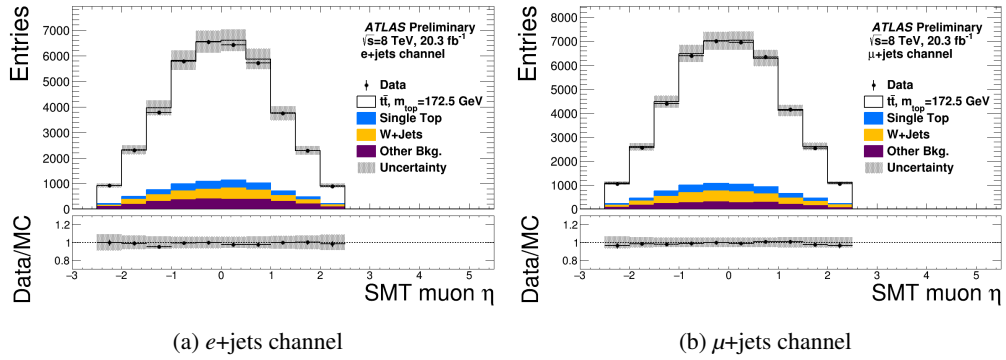 Entries
7000
6000
5000
4000
3000
2000
1000
0
ATLAS Preliminary
√s=8 TeV, 20.3 fb⁻¹
e+jets channel
Data
tt̄, m_top=172.5 GeV
Single Top
W+Jets
Other Bkg.
Uncertainty
Data/MC
1.2
1
0.8
−3 −2 −1 0 1 2 3 4 5
SMT muon η
(a) e+jets channel
Entries
8000
7000
6000
5000
4000
3000
2000
1000
0
ATLAS Preliminary
√s=8 TeV, 20.3 fb⁻¹
μ+jets channel
Data
tt̄, m_top=172.5 GeV
Single Top
W+Jets
Other Bkg.
Uncertainty
Data/MC
1.2
1
0.8
−3 −2 −1 0 1 2 3 4 5
SMT muon η
(b) μ+jets channel